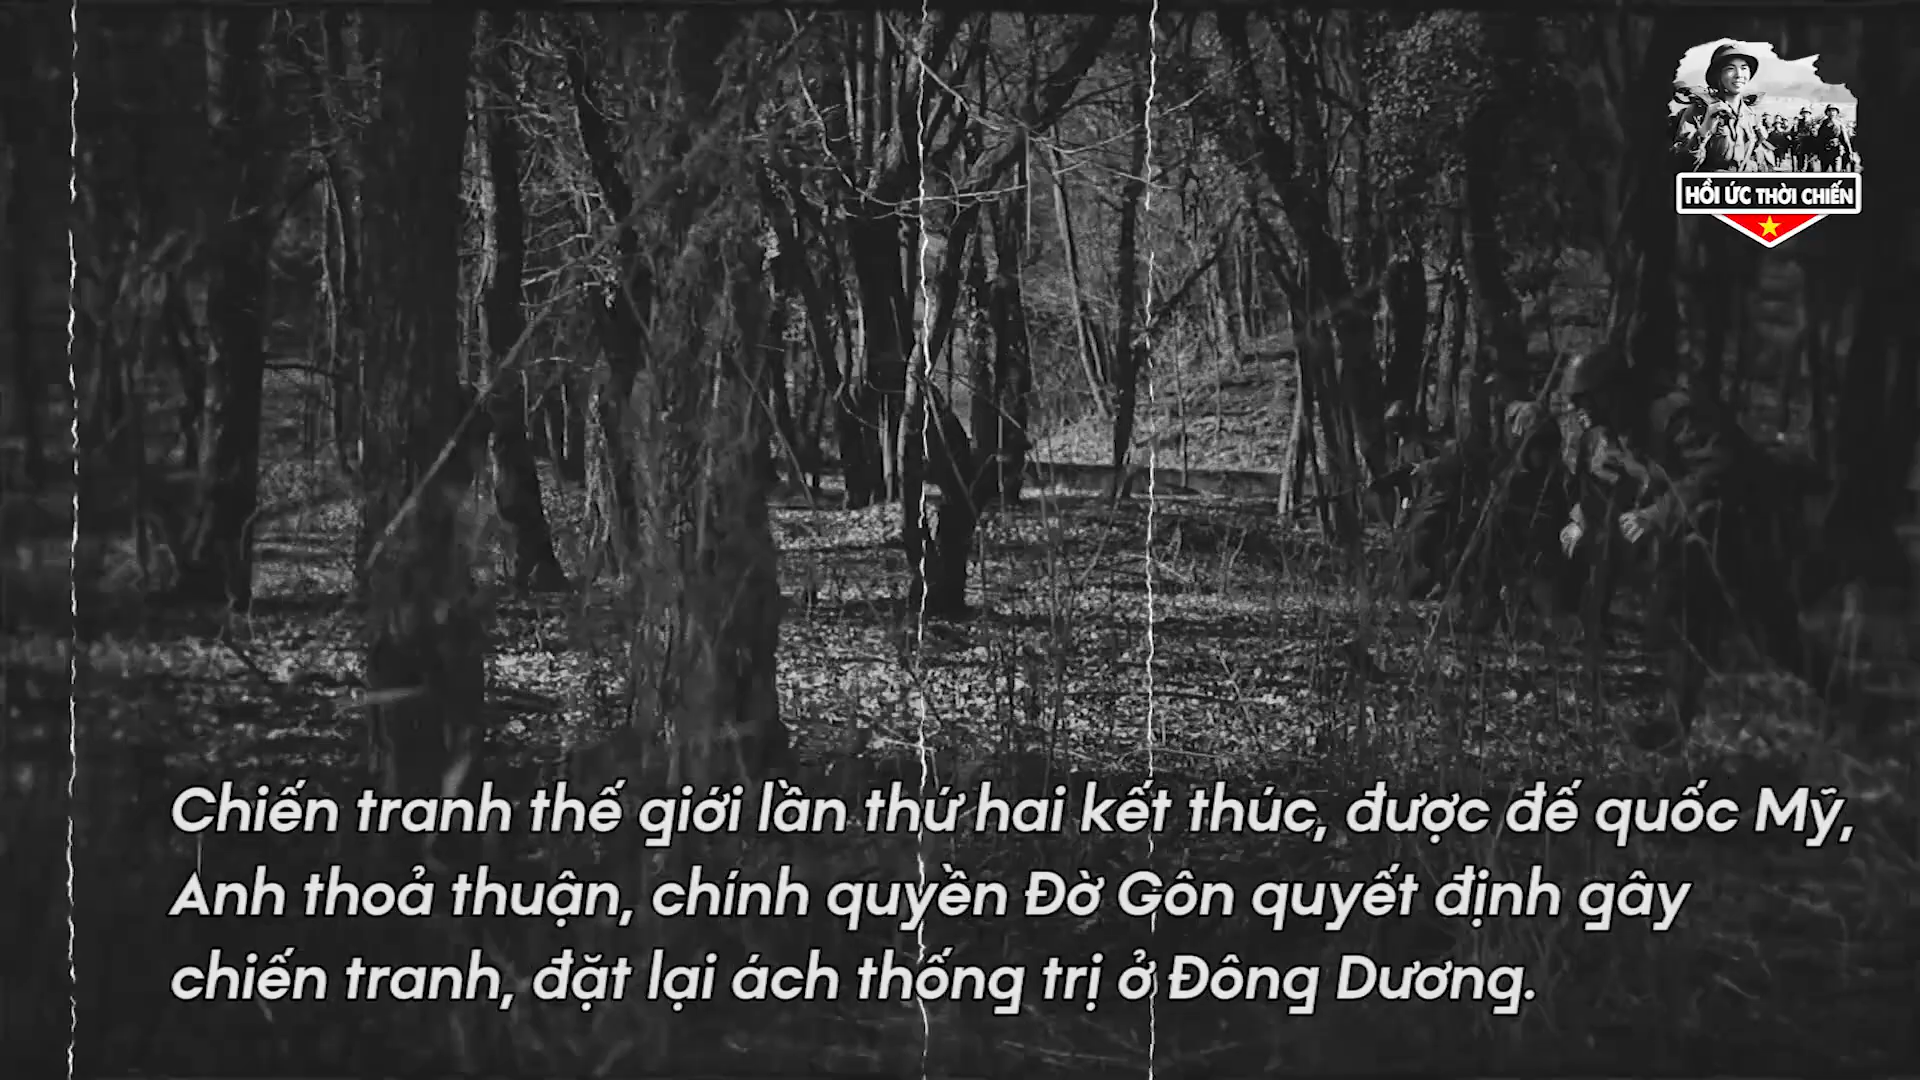 HỒI ỨC THỜI CHIẾN
Chiến tranh thế giới lần thứ hai kết thúc, được đế quốc Mỹ,
Anh thoả thuận, chính quyền Đờ Gôn quyết định gây
chiến tranh, đặt lại ách thống trị ở Đông Dương.